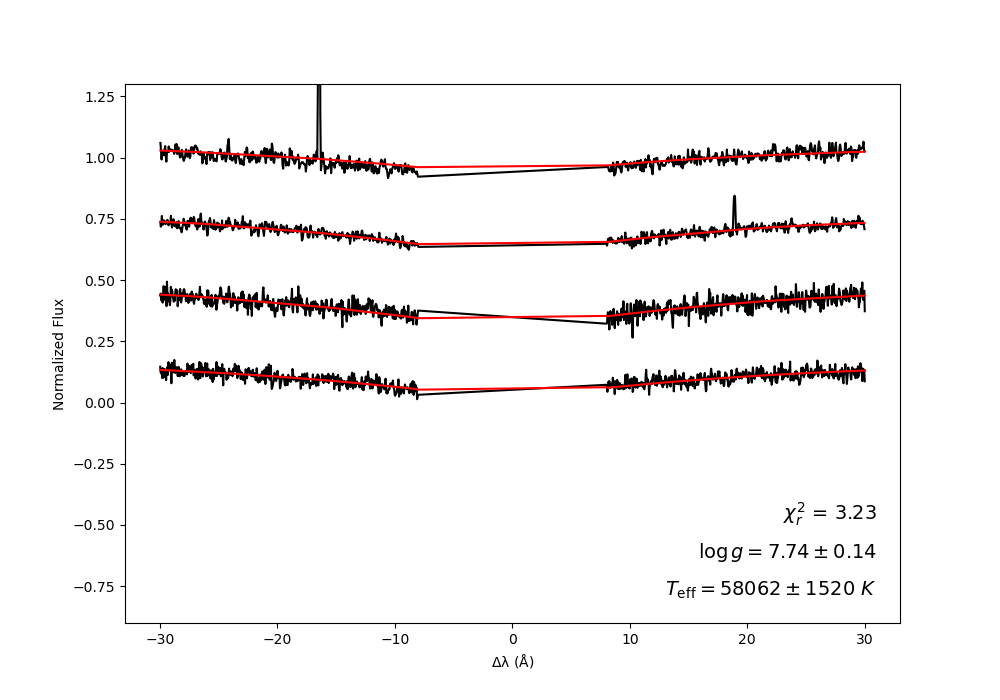 1.25
1.00
0.75
0.50
0.25
0.00
−0.25
−0.50
−0.75
Normalized Flux
χ²ᵣ = 3.23
log g = 7.74 ± 0.14
T_eff = 58062 ± 1520 K
−30 −20 −10 0 10 20 30
Δλ (Å)